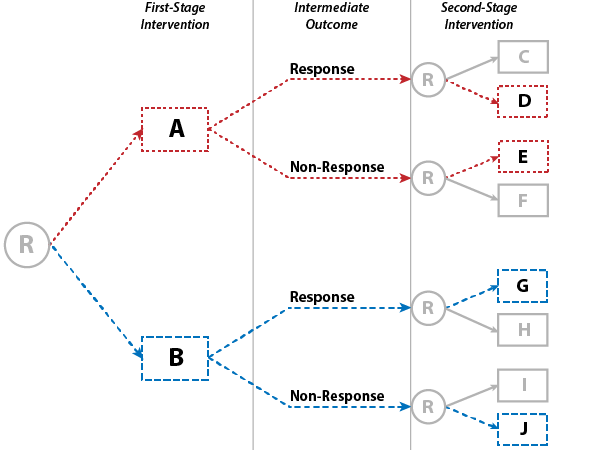 First-Stage
Intervention
Intermediate
Outcome
Second-Stage
Intervention
Response
R
C
D
A
Non-Response
R
E
F
R
Response
R
G
H
B
Non-Response
R
I
J